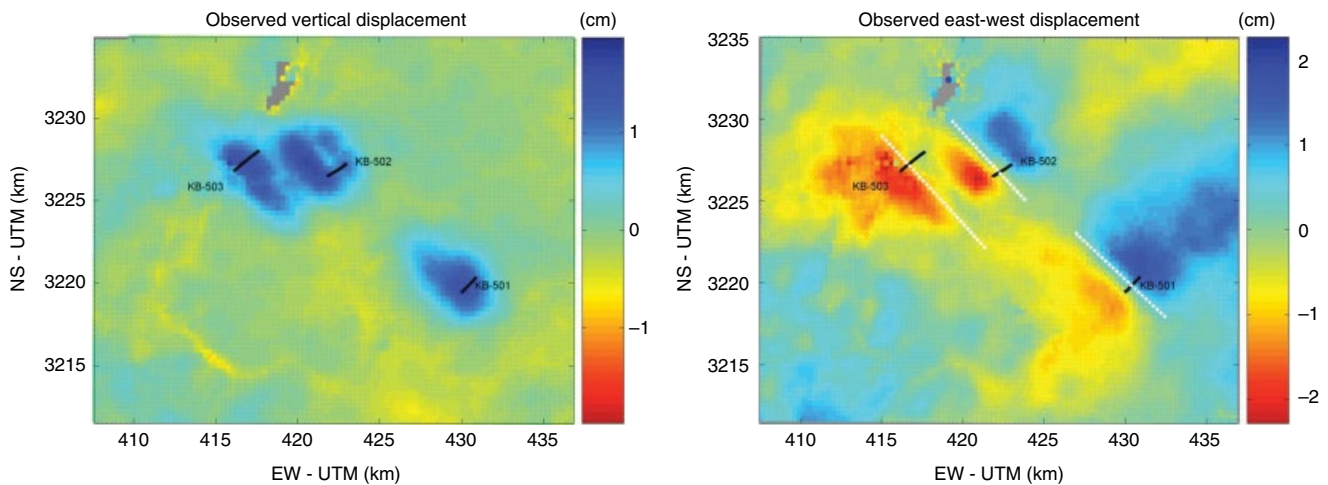 Observed vertical displacement
(cm)
3230
3225
3220
3215
NS - UTM (km)
KB-502
KB-503
KB-501
1
0
–1
410 415 420 425 430 435
EW - UTM (km)
Observed east-west displacement
(cm)
3235
3230
3225
3220
3215
NS - UTM (km)
KB-502
KB-503
KB-501
2
1
0
–1
–2
410 415 420 425 430 435
EW - UTM (km)